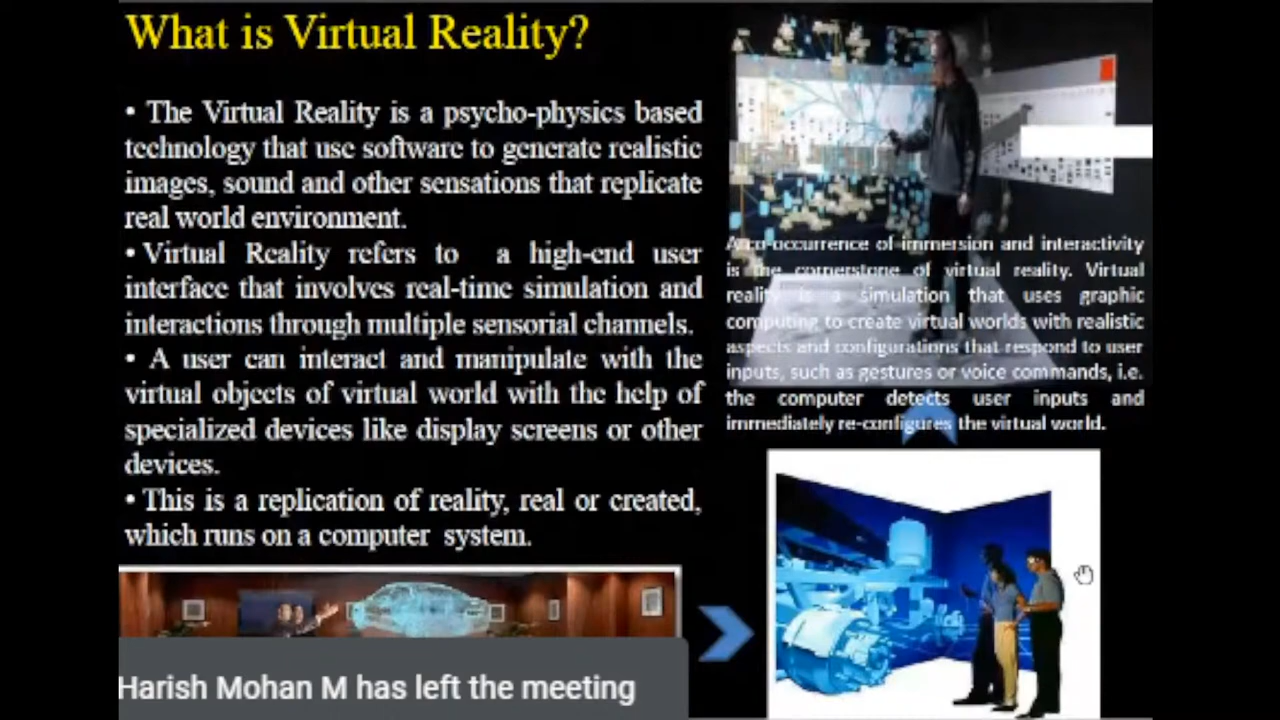 What is Virtual Reality?
• The Virtual Reality is a psycho-physics based
technology that use software to generate realistic
images, sound and other sensations that replicate
real world environment.
• Virtual Reality refers to a high-end user
interface that involves real-time simulation and
interactions through multiple sensorial channels.
• A user can interact and manipulate with the
virtual objects of virtual world with the help of
specialized devices like display screens or other
devices.
• This is a replication of reality, real or created,
which runs on a computer system.
A co-occurrence of immersion and interactivity
is the cornerstone of virtual reality. Virtual
reality is a simulation that uses graphic
computing to create virtual worlds with realistic
aspects and configurations that respond to user
inputs, such as gestures or voice commands, i.e.
the computer detects user inputs and
immediately re-configures the virtual world.
Harish Mohan M has left the meeting